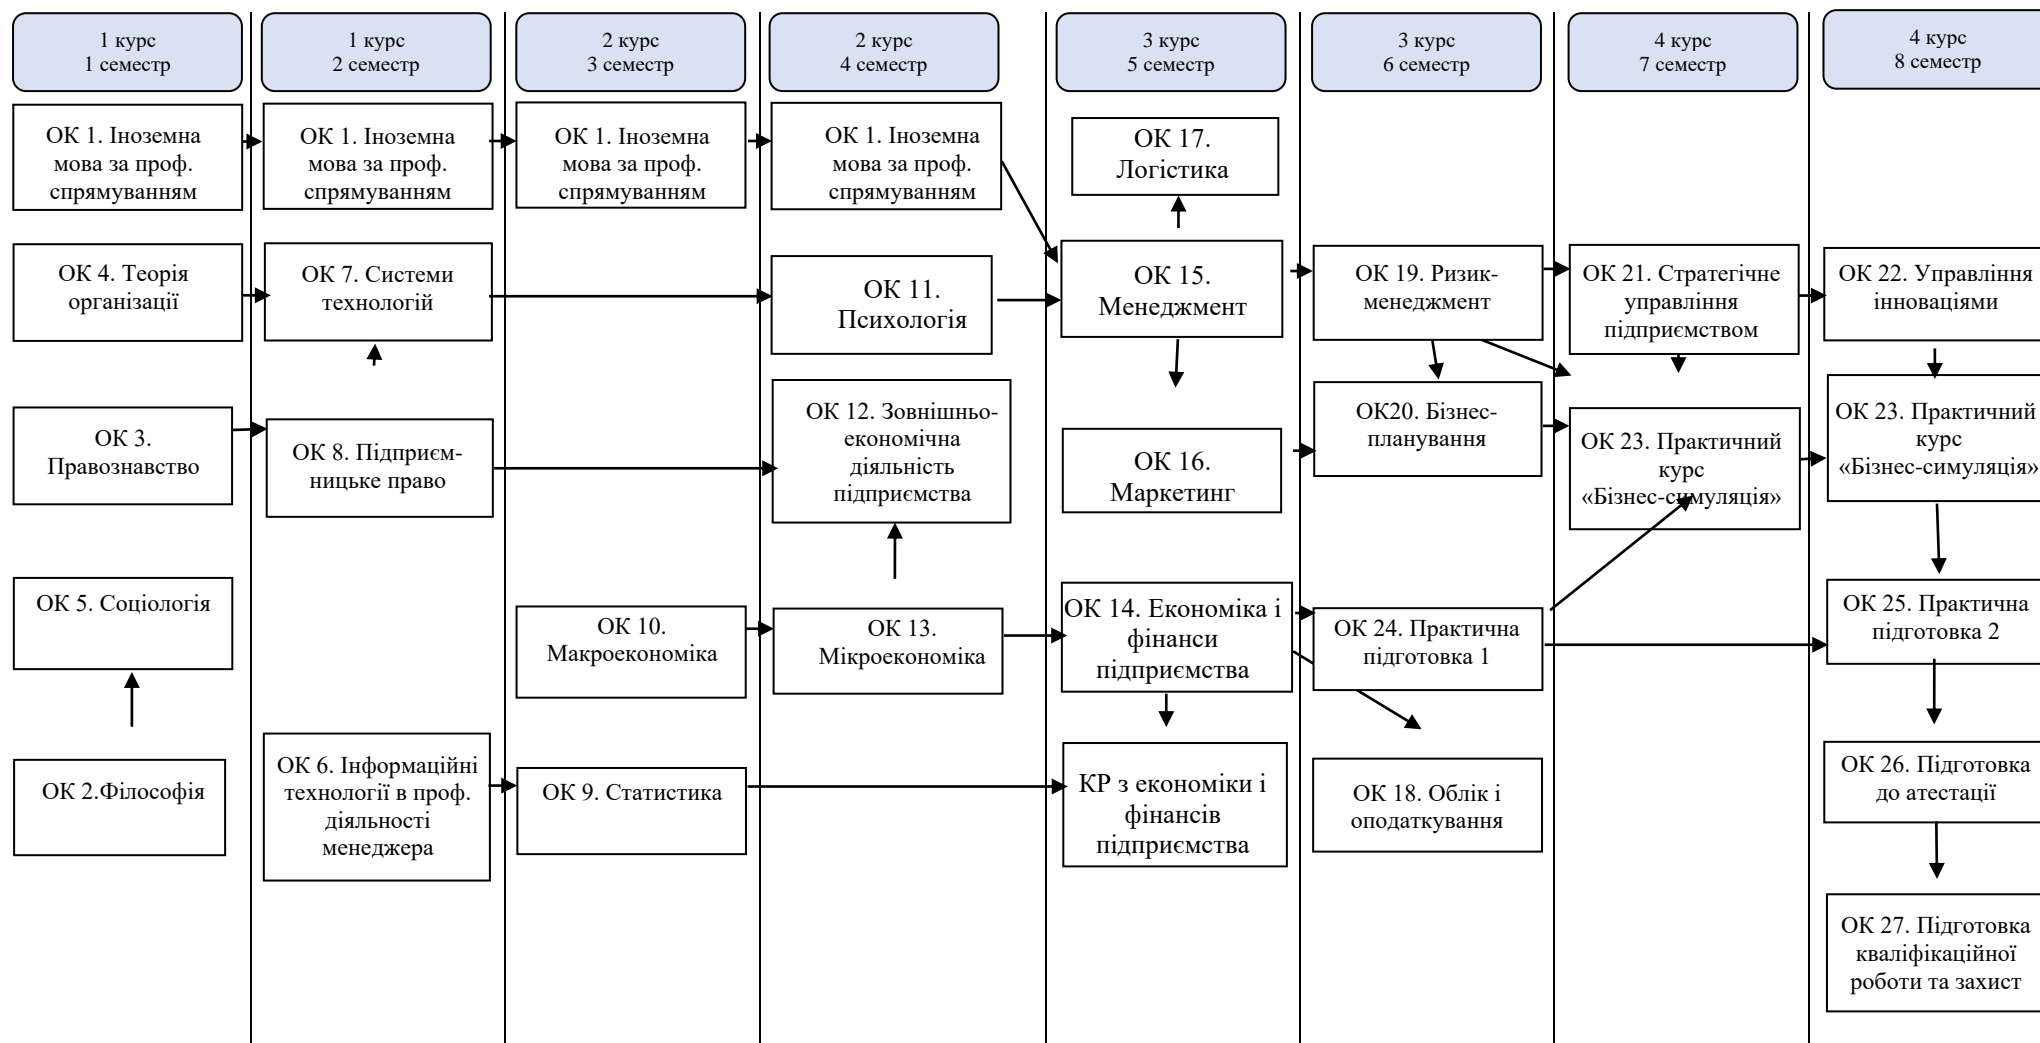 1 курс
1 семестр
1 курс
2 семестр
2 курс
3 семестр
2 курс
4 семестр
3 курс
5 семестр
3 курс
6 семестр
4 курс
7 семестр
4 курс
8 семестр
ОК 1. Іноземна
мова за проф.
спрямуванням
ОК 4. Теорія
організації
ОК 3.
Правознавство
ОК 5. Соціологія
ОК 2.Філософія
ОК 1. Іноземна
мова за проф.
спрямуванням
ОК 7. Системи
технологій
ОК 8. Підприєм-
ницьке право
ОК 6. Інформаційні
технології в проф.
діяльності
менеджера
ОК 1. Іноземна
мова за проф.
спрямуванням
ОК 10.
Макроекономіка
ОК 9. Статистика
ОК 1. Іноземна
мова за проф.
спрямуванням
ОК 11.
Психологія
ОК 12. Зовнішньо-
економічна
діяльність
підприємства
ОК 13.
Мікроекономіка
ОК 17.
Логістика
ОК 15.
Менеджмент
ОК 16.
Маркетинг
ОК 14. Економіка і
фінанси
підприємства
КР з економіки і
фінансів
підприємства
ОК 19. Ризик-
менеджмент
ОК20. Бізнес-
планування
ОК 24. Практична
підготовка 1
ОК 18. Облік і
оподаткування
ОК 21. Стратегічне
управління
підприємством
ОК 23. Практичний
курс
«Бізнес-симуляція»
ОК 22. Управління
інноваціями
ОК 23. Практичний
курс
«Бізнес-симуляція»
ОК 25. Практична
підготовка 2
ОК 26. Підготовка
до атестації
ОК 27. Підготовка
кваліфікаційної
роботи та захист